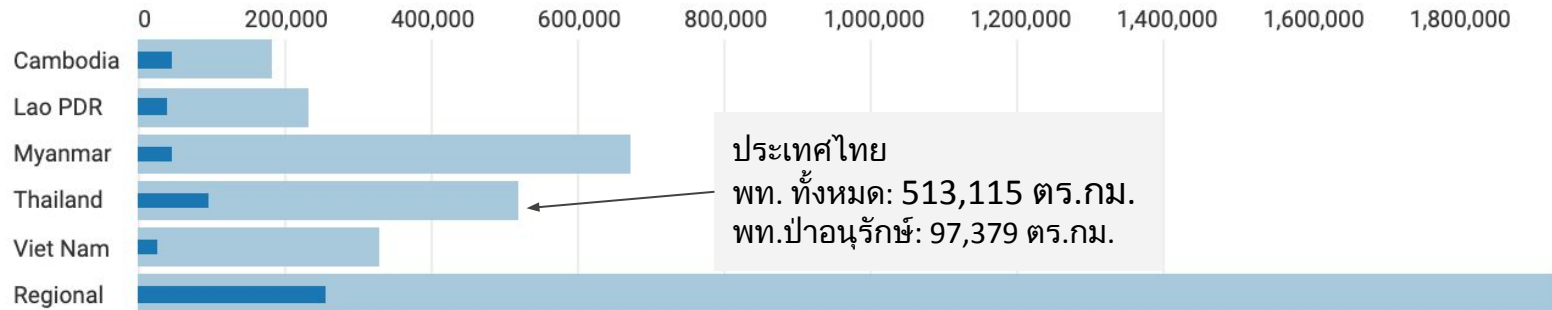 0 200,000 400,000 600,000 800,000 1,000,000 1,200,000 1,400,000 1,600,000 1,800,000
Cambodia
Lao PDR
Myanmar
Thailand
Viet Nam
Regional
ประเทศไทย
พท. ทั้งหมด: 513,115 ตร.กม.
พท.ป่าอนุรักษ์: 97,379 ตร.กม.